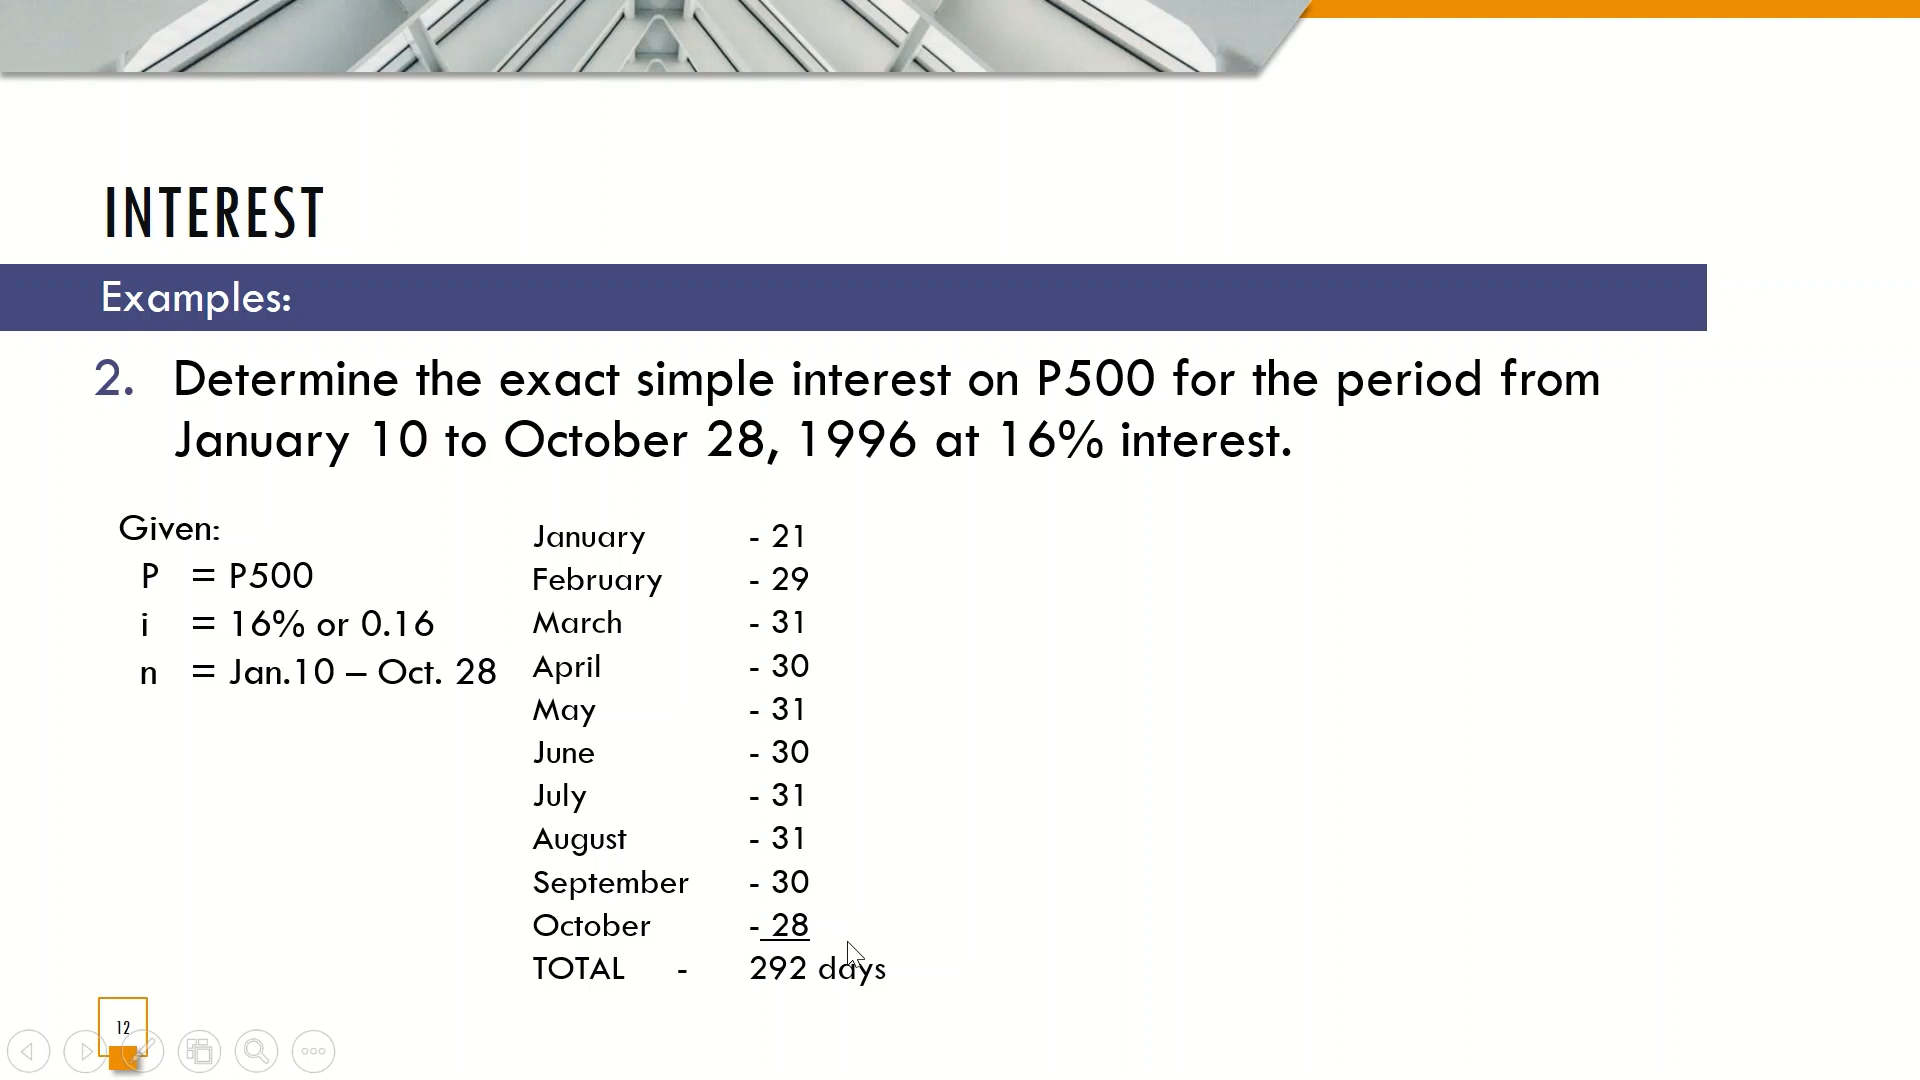 INTEREST
Examples:
2. Determine the exact simple interest on P500 for the period from
January 10 to October 28, 1996 at 16% interest.
Given:
P = P500
i = 16% or 0.16
n = Jan.10 – Oct. 28
January - 21
February - 29
March - 31
April - 30
May - 31
June - 30
July - 31
August - 31
September - 30
October - 28
TOTAL - 292 days
12